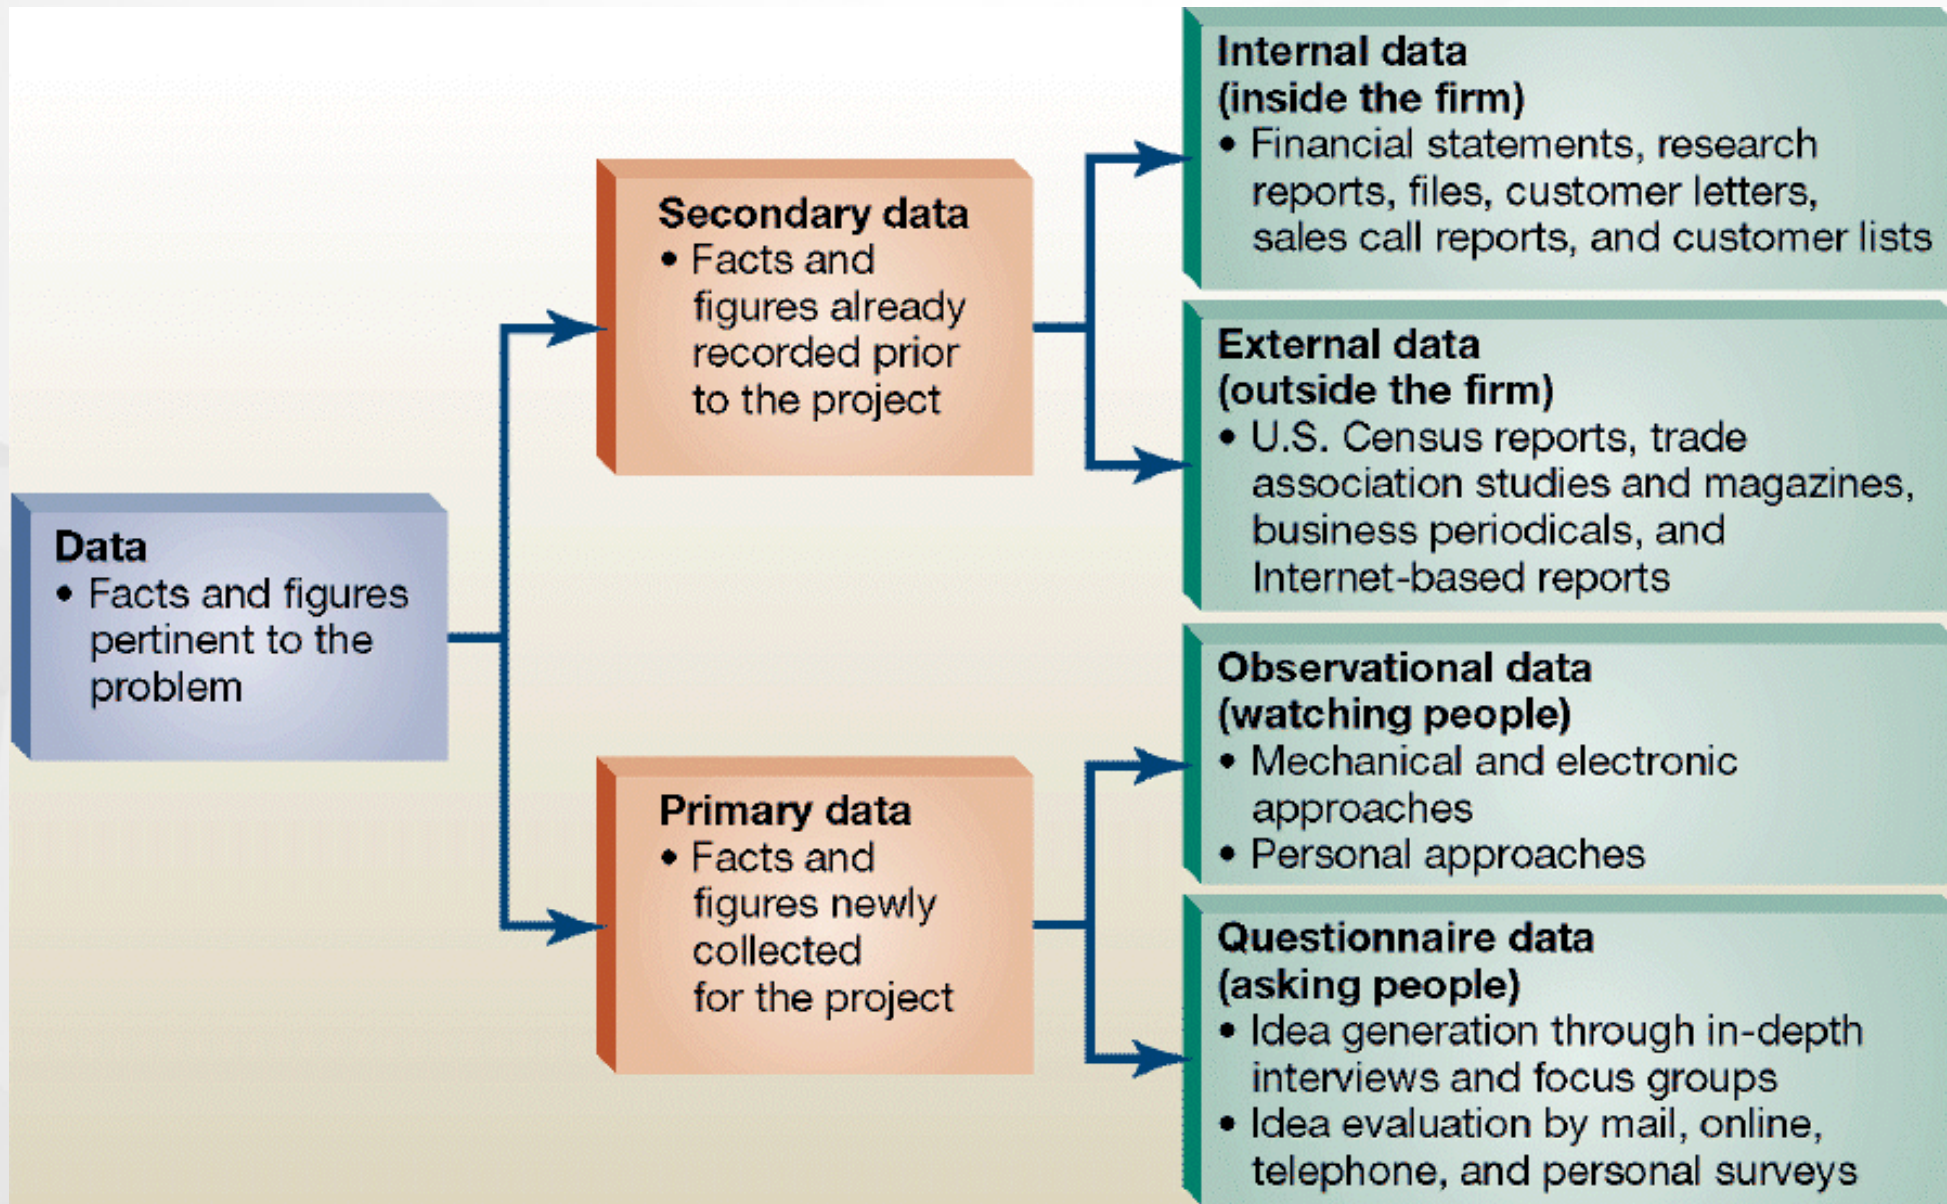 Data
• Facts and figures
pertinent to the
problem
Secondary data
• Facts and
figures already
recorded prior
to the project
Primary data
• Facts and
figures newly
collected
for the project
Internal data
(inside the firm)
• Financial statements, research
reports, files, customer letters,
sales call reports, and customer lists
External data
(outside the firm)
• U.S. Census reports, trade
association studies and magazines,
business periodicals, and
Internet-based reports
Observational data
(watching people)
• Mechanical and electronic
approaches
• Personal approaches
Questionnaire data
(asking people)
• Idea generation through in-depth
interviews and focus groups
• Idea evaluation by mail, online,
telephone, and personal surveys